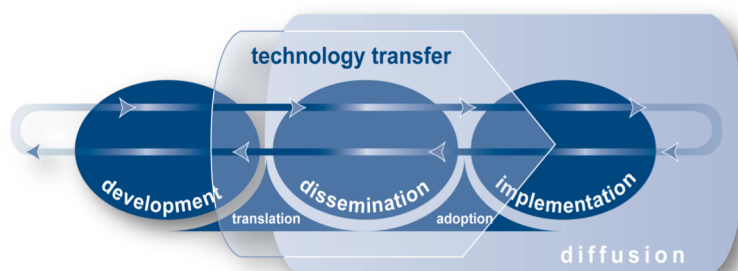 technology transfer
development
dissemination
implementation
translation
adoption
diffusion